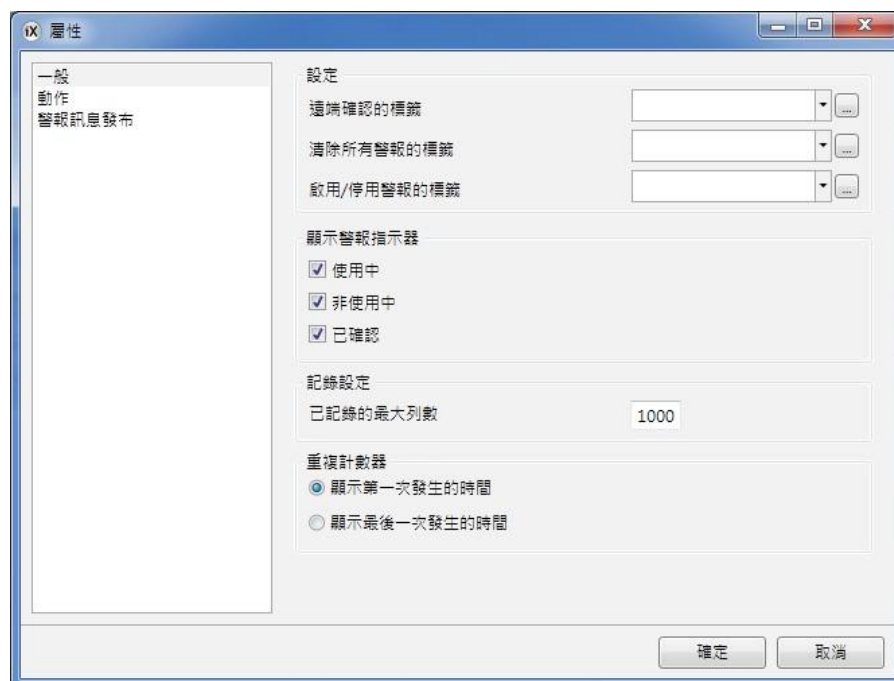 iX 屬性
一般
動作
警報訊息發布
設定
遠端確認的標籤
...
清除所有警報的標籤
...
啟用/停用警報的標籤
...
顯示警報指示器
使用中
非使用中
已確認
記錄設定
已記錄的最大列數 1000
重複計數器
顯示第一次發生的時間
顯示最後一次發生的時間
確定 取消